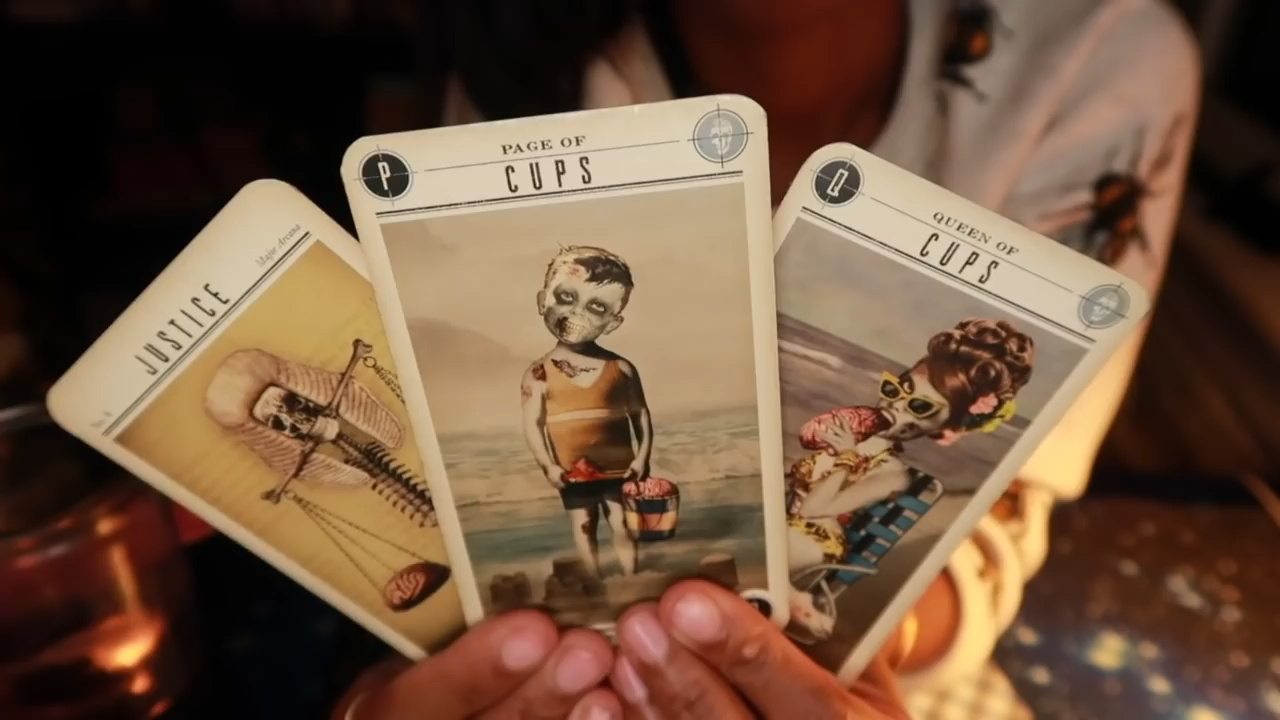 Major Arcana
JUSTICE
P
PAGE OF
CUPS
Q
QUEEN OF
CUPS